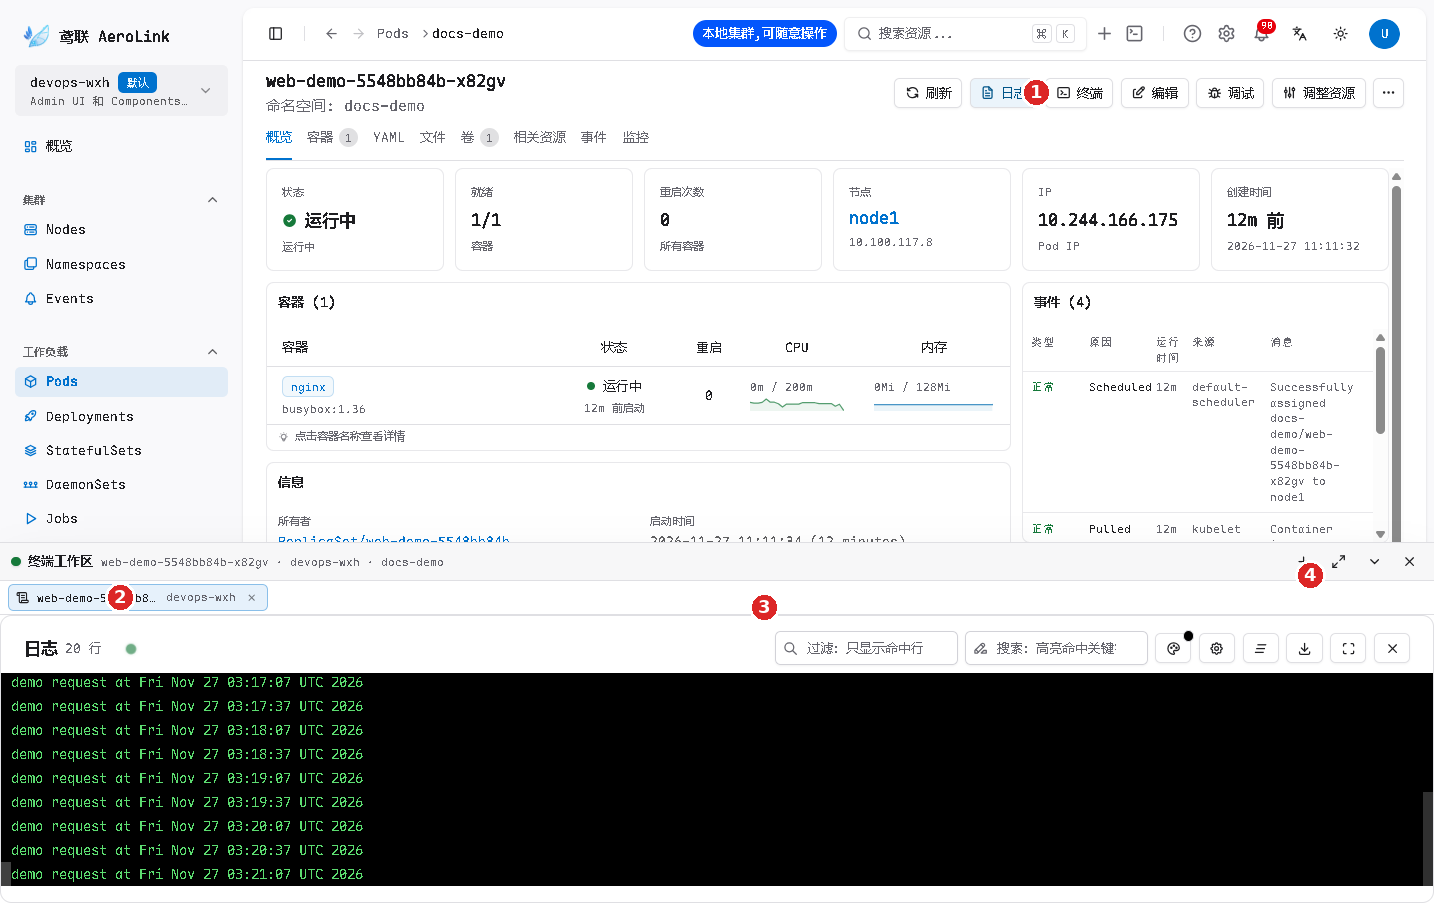 鸢联 AeroLink
devops-wxh 默认
Admin UI 和 Components…
概览
集群
Nodes
Namespaces
Events
工作负载
Pods
Deployments
StatefulSets
DaemonSets
Jobs
Pods > docs-demo
本地集群,可随意操作
搜索资源...
⌘ K
98
U
web-demo-5548bb84b-x82gv
命名空间: docs-demo
刷新
日志
1
终端
编辑
调试
调整资源
概览
容器 1
YAML
文件
卷 1
相关资源
事件
监控
状态
运行中
运行中
就绪
1/1
容器
重启次数
0
所有容器
节点
node1
10.100.117.8
IP
10.244.166.175
Pod IP
创建时间
12m 前
2026-11-27 11:11:32
容器 (1)
容器 状态 重启 CPU 内存
nginx
busybox:1.36
运行中
12m 前启动
0
0m / 200m
0Mi / 128Mi
点击容器名称查看详情
信息
所有者
ReplicaSet/web-demo-5548bb84b
启动时间
2026-11-27 11:11:34 (12 minutes)
事件 (4)
类型 原因 运行时间 来源 消息
正常 Scheduled 12m default-scheduler
Successfully
assigned
docs-
demo/web-
demo-
5548bb84b-
x82gv to
node1
正常 Pulled 12m kubelet Container
终端工作区 web-demo-5548bb84b-x82gv · devops-wxh · docs-demo
4
web-demo-5 2 b8… devops-wxh ×
3
日志 20 行
过滤: 只显示命中行
搜索: 高亮命中关键
demo request at Fri Nov 27 03:17:07 UTC 2026
demo request at Fri Nov 27 03:17:37 UTC 2026
demo request at Fri Nov 27 03:18:07 UTC 2026
demo request at Fri Nov 27 03:18:37 UTC 2026
demo request at Fri Nov 27 03:19:07 UTC 2026
demo request at Fri Nov 27 03:19:37 UTC 2026
demo request at Fri Nov 27 03:20:07 UTC 2026
demo request at Fri Nov 27 03:20:37 UTC 2026
demo request at Fri Nov 27 03:21:07 UTC 2026